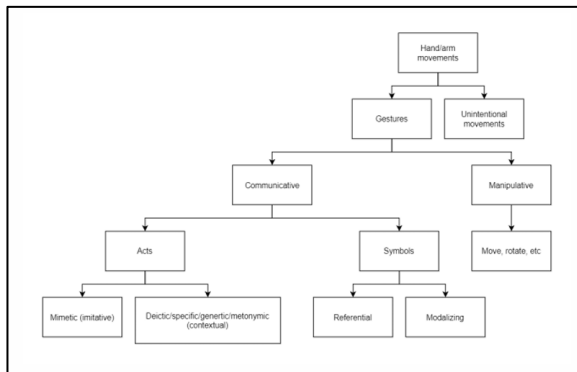 Hand/arm
movements
Gestures
Unintentional
movements
Communicative
Manipulative
Acts
Symbols
Move, rotate, etc
Mimetic (imitative)
Deictic/specific/genertic/metonymic
(contextual)
Referential
Modalizing